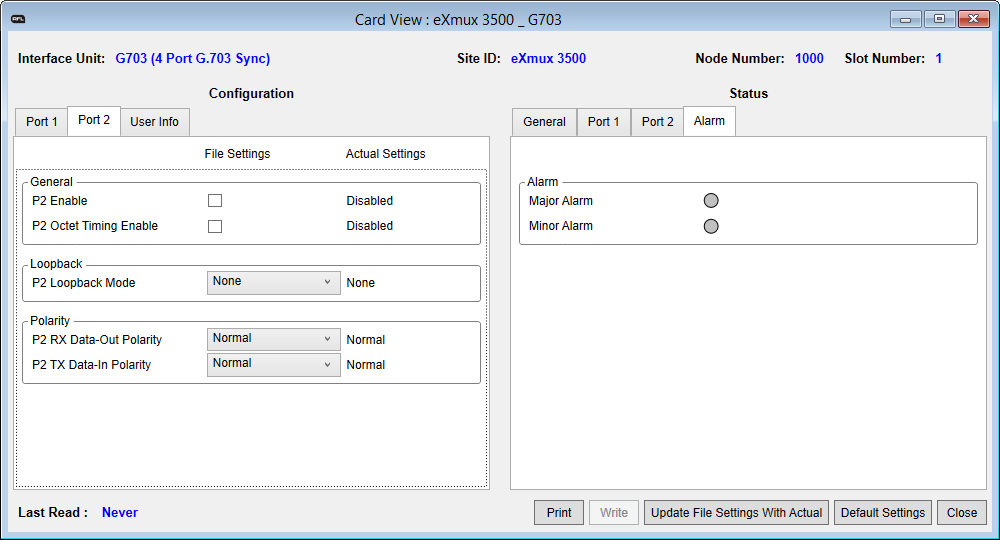 RFL
Card View : eXmux 3500 _ G703
Interface Unit: G703 (4 Port G.703 Sync) Site ID: eXmux 3500 Node Number: 1000 Slot Number: 1
Configuration
Port 1 Port 2 User Info
File Settings Actual Settings
General
P2 Enable Disabled
P2 Octet Timing Enable Disabled
Loopback
P2 Loopback Mode None None
Polarity
P2 RX Data-Out Polarity Normal Normal
P2 TX Data-In Polarity Normal Normal
Status
General Port 1 Port 2 Alarm
Alarm
Major Alarm
Minor Alarm
Last Read : Never
Print Write Update File Settings With Actual Default Settings Close